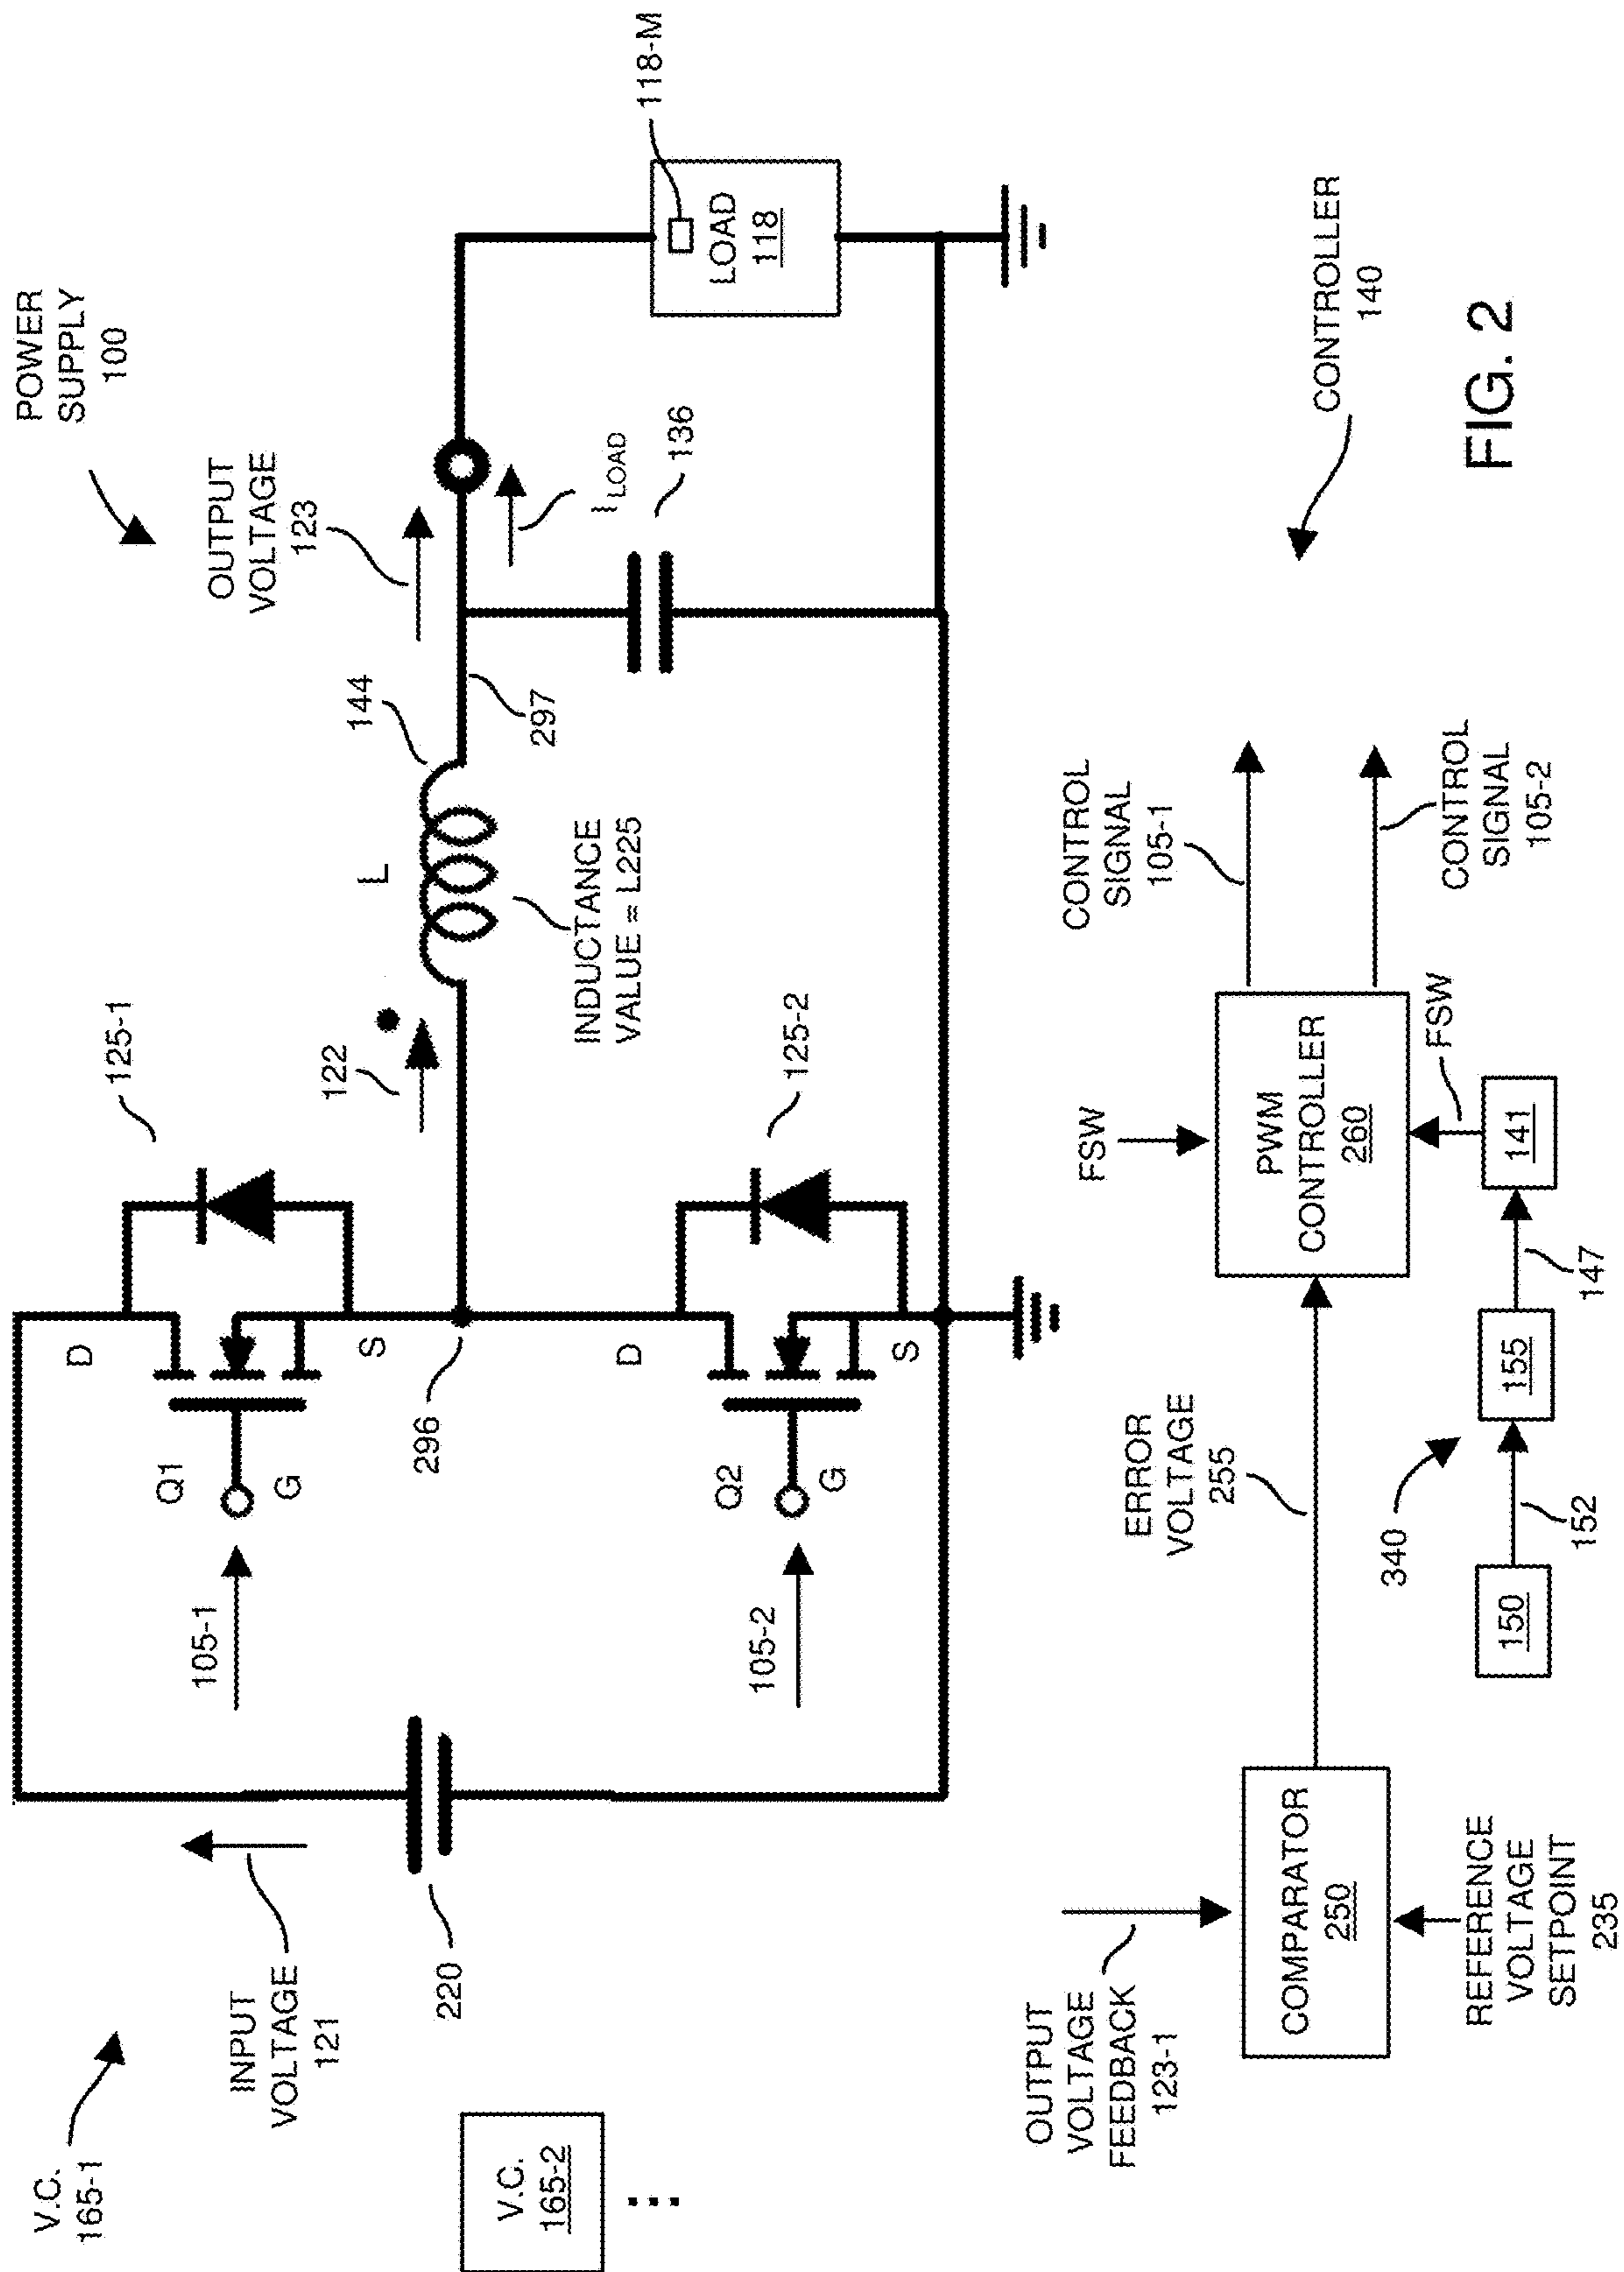 POWER
SUPPLY
100
V.C.
165-1
INPUT
VOLTAGE
121
220
V.C.
165-2
105-1
Q1
G
D
S
125-1
296
105-2
Q2
G
D
S
125-2
122
L
144
INDUCTANCE
VALUE = L225
297
OUTPUT
VOLTAGE
123
I LOAD
136
118-M
LOAD
118
OUTPUT
VOLTAGE
FEEDBACK
123-1
COMPARATOR
250
REFERENCE
VOLTAGE
SETPOINT
235
ERROR
VOLTAGE
255
340
150
152
155
147
141
FSW
FSW
PWM
CONTROLLER
260
CONTROL
SIGNAL
105-1
CONTROL
SIGNAL
105-2
CONTROLLER
140
FIG. 2